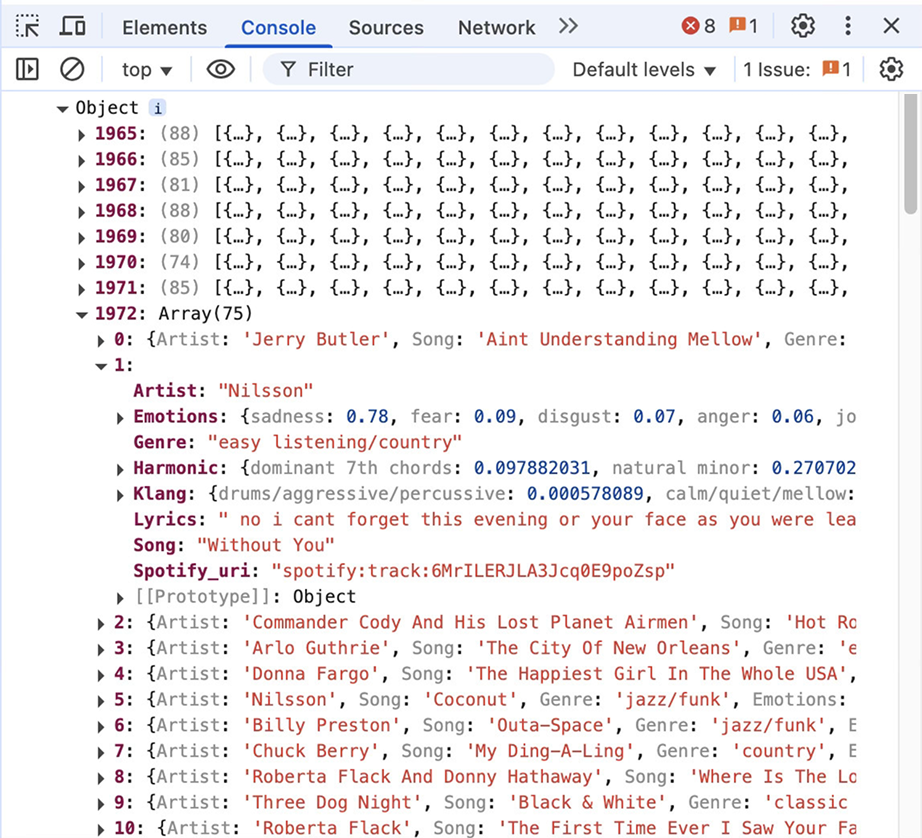 Elements Console Sources Network >> 8 1
top ▼ Filter Default levels ▼ 1 Issue: 1
▼ Object i
▶ 1965: (88) [{…}, {…}, {…}, {…}, {…}, {…}, {…}, {…}, {…}, {…}, {…}, {…},
▶ 1966: (85) [{…}, {…}, {…}, {…}, {…}, {…}, {…}, {…}, {…}, {…}, {…}, {…},
▶ 1967: (81) [{…}, {…}, {…}, {…}, {…}, {…}, {…}, {…}, {…}, {…}, {…}, {…},
▶ 1968: (88) [{…}, {…}, {…}, {…}, {…}, {…}, {…}, {…}, {…}, {…}, {…}, {…},
▶ 1969: (80) [{…}, {…}, {…}, {…}, {…}, {…}, {…}, {…}, {…}, {…}, {…}, {…},
▶ 1970: (74) [{…}, {…}, {…}, {…}, {…}, {…}, {…}, {…}, {…}, {…}, {…}, {…},
▶ 1971: (85) [{…}, {…}, {…}, {…}, {…}, {…}, {…}, {…}, {…}, {…}, {…}, {…},
▼ 1972: Array(75)
▶ 0: {Artist: 'Jerry Butler', Song: 'Aint Understanding Mellow', Genre:
▼ 1:
Artist: "Nilsson"
▶ Emotions: {sadness: 0.78, fear: 0.09, disgust: 0.07, anger: 0.06, jo
Genre: "easy listening/country"
▶ Harmonic: {dominant 7th chords: 0.097882031, natural minor: 0.270702
▶ Klang: {drums/aggressive/percussive: 0.000578089, calm/quiet/mellow:
Lyrics: " no i cant forget this evening or your face as you were lea
Song: "Without You"
Spotify_uri: "spotify:track:6MrILERJLA3Jcq0E9poZsp"
▶ [[Prototype]]: Object
▶ 2: {Artist: 'Commander Cody And His Lost Planet Airmen', Song: 'Hot Ro
▶ 3: {Artist: 'Arlo Guthrie', Song: 'The City Of New Orleans', Genre: 'e
▶ 4: {Artist: 'Donna Fargo', Song: 'The Happiest Girl In The Whole USA',
▶ 5: {Artist: 'Nilsson', Song: 'Coconut', Genre: 'jazz/funk', Emotions:
▶ 6: {Artist: 'Billy Preston', Song: 'Outa-Space', Genre: 'jazz/funk', E
▶ 7: {Artist: 'Chuck Berry', Song: 'My Ding-A-Ling', Genre: 'country', E
▶ 8: {Artist: 'Roberta Flack And Donny Hathaway', Song: 'Where Is The Lo
▶ 9: {Artist: 'Three Dog Night', Song: 'Black & White', Genre: 'classic
▶ 10: {Artist: 'Roberta Flack', Song: 'The First Time Ever I Saw Your Fa